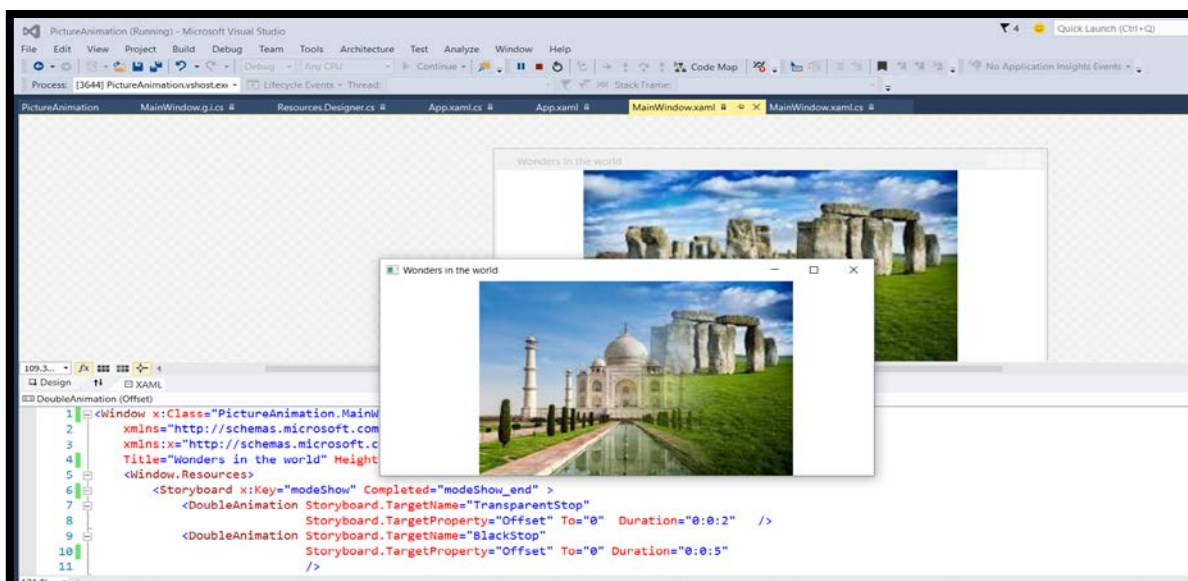 PictureAnimation (Running) - Microsoft Visual Studio
4
Quick Launch (Ctrl+Q)
File Edit View Project Build Debug Team Tools Architecture Test Analyze Window Help
Debug Any CPU Continue Code Map No Application Insights Events
Process: [3644] PictureAnimation.vshost.exe Lifecycle Events Thread: Stack Frame:
PictureAnimation MainWindow.g.i.cs Resources.Designer.cs App.xaml.cs App.xaml MainWindow.xaml MainWindow.xaml.cs
Wonders in the world
Wonders in the world
109.3...
Design XAML
DoubleAnimation (Offset)
1 <Window x:Class="PictureAnimation.MainW
2 xmlns="http://schemas.microsoft.com
3 xmlns:x="http://schemas.microsoft.c
4 Title="Wonders in the world" Height
5 <Window.Resources>
6 <Storyboard x:Key="modeShow" Completed="modeShow_end" >
7 <DoubleAnimation Storyboard.TargetName="TransparentStop"
8 Storyboard.TargetProperty="Offset" To="0" Duration="0:0:2" />
9 <DoubleAnimation Storyboard.TargetName="BlackStop"
10 Storyboard.TargetProperty="Offset" To="0" Duration="0:0:5"
11 />